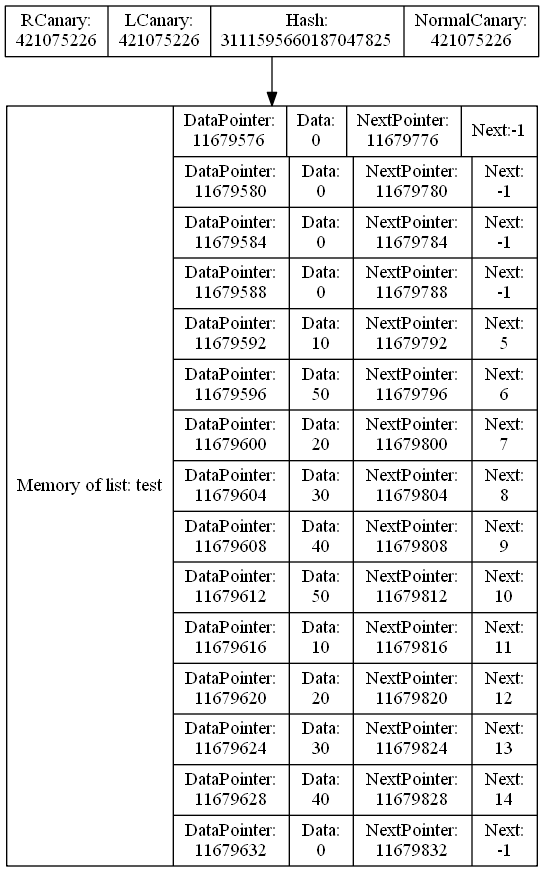 RCanary:
421075226
LCanary:
421075226
Hash:
3111595660187047825
NormalCanary:
421075226
Memory of list: test
DataPointer:
11679576
Data:
0
NextPointer:
11679776
Next:-1
DataPointer:
11679580
Data:
0
NextPointer:
11679780
Next:
-1
DataPointer:
11679584
Data:
0
NextPointer:
11679784
Next:
-1
DataPointer:
11679588
Data:
0
NextPointer:
11679788
Next:
-1
DataPointer:
11679592
Data:
10
NextPointer:
11679792
Next:
5
DataPointer:
11679596
Data:
50
NextPointer:
11679796
Next:
6
DataPointer:
11679600
Data:
20
NextPointer:
11679800
Next:
7
DataPointer:
11679604
Data:
30
NextPointer:
11679804
Next:
8
DataPointer:
11679608
Data:
40
NextPointer:
11679808
Next:
9
DataPointer:
11679612
Data:
50
NextPointer:
11679812
Next:
10
DataPointer:
11679616
Data:
10
NextPointer:
11679816
Next:
11
DataPointer:
11679620
Data:
20
NextPointer:
11679820
Next:
12
DataPointer:
11679624
Data:
30
NextPointer:
11679824
Next:
13
DataPointer:
11679628
Data:
40
NextPointer:
11679828
Next:
14
DataPointer:
11679632
Data:
0
NextPointer:
11679832
Next:
-1